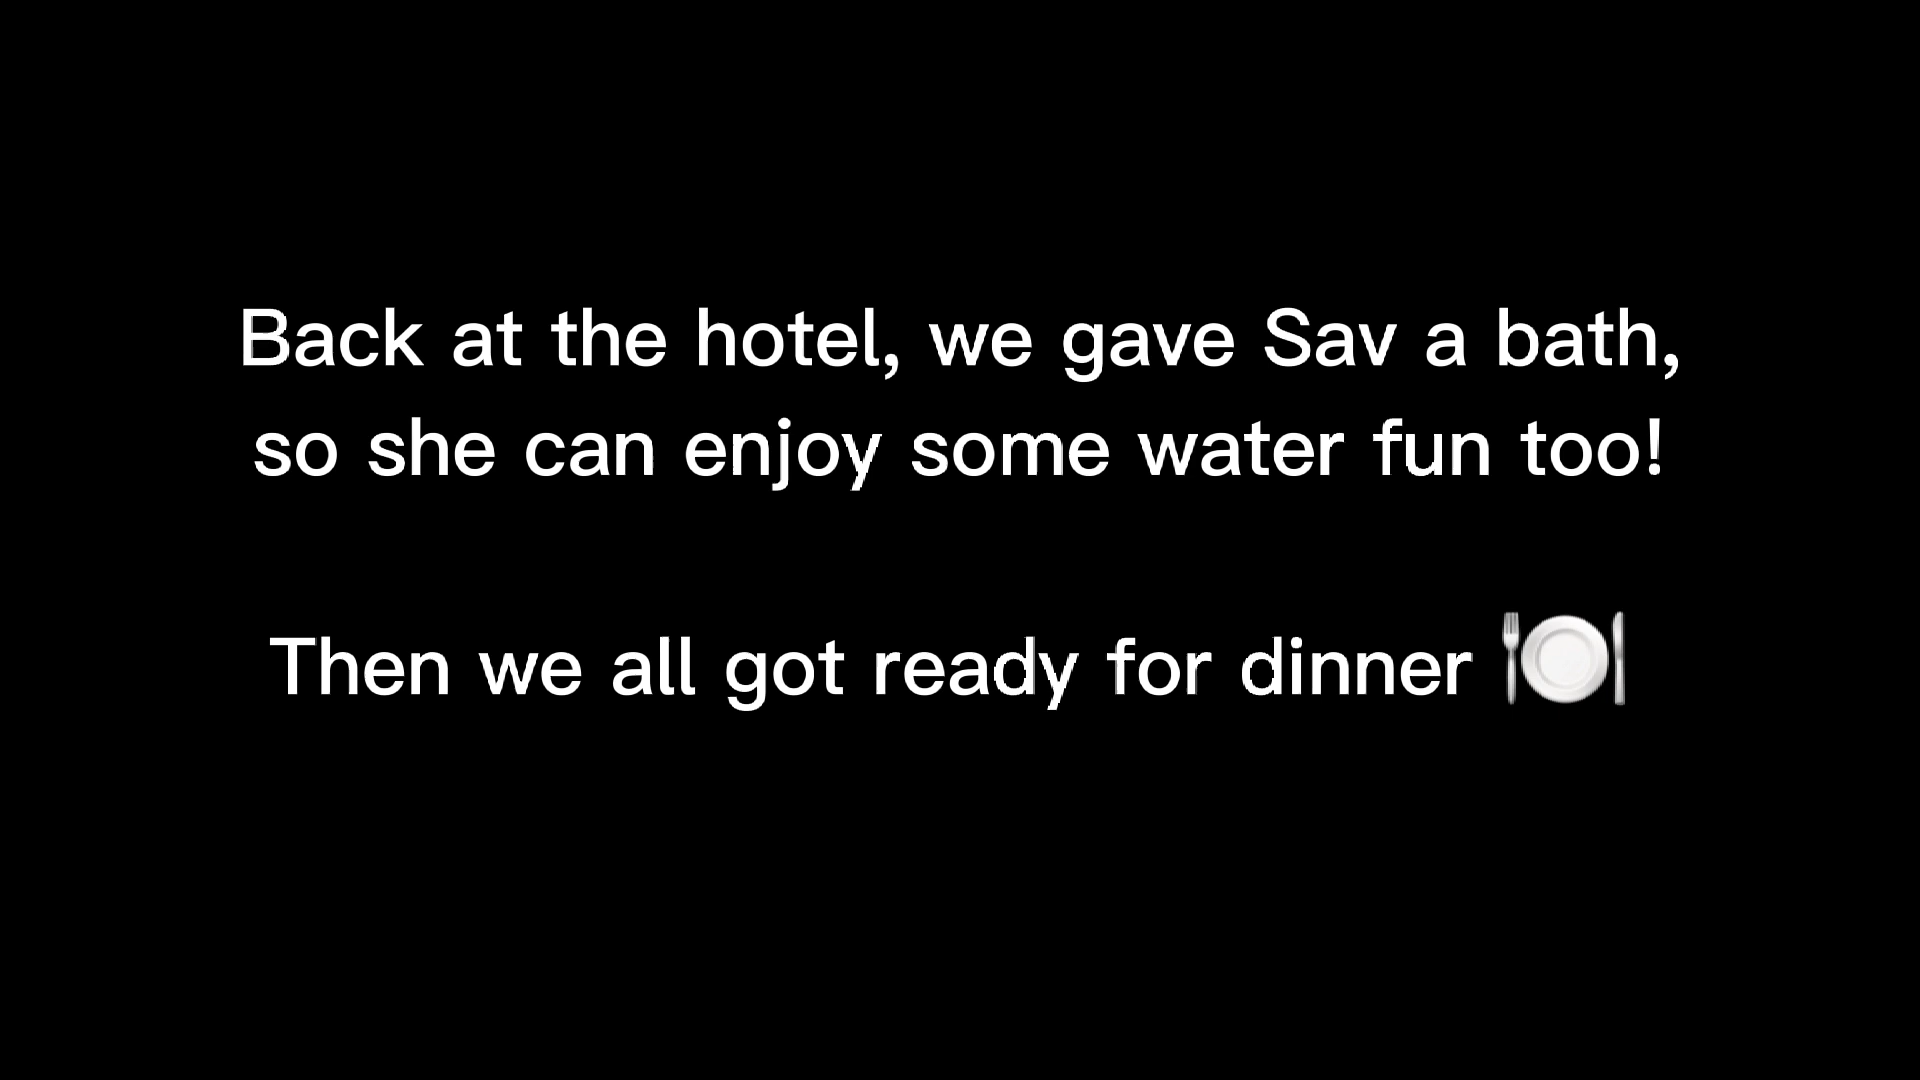 Back at the hotel, we gave Sav a bath,
so she can enjoy some water fun too!
Then we all got ready for dinner 🍽️